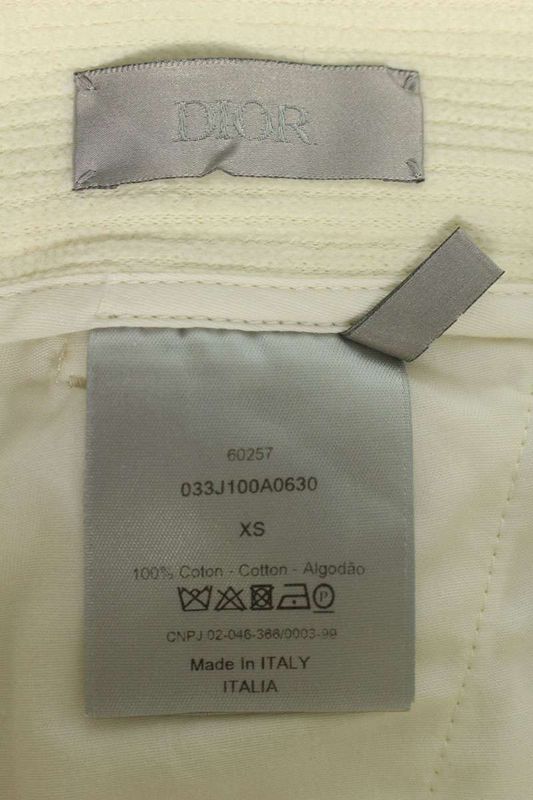 DIOR
60257
033J100A0630
XS
100% Coton - Cotton - Algodão
P
CNPJ 02-046-366/0003-99
Made In ITALY
ITALIA